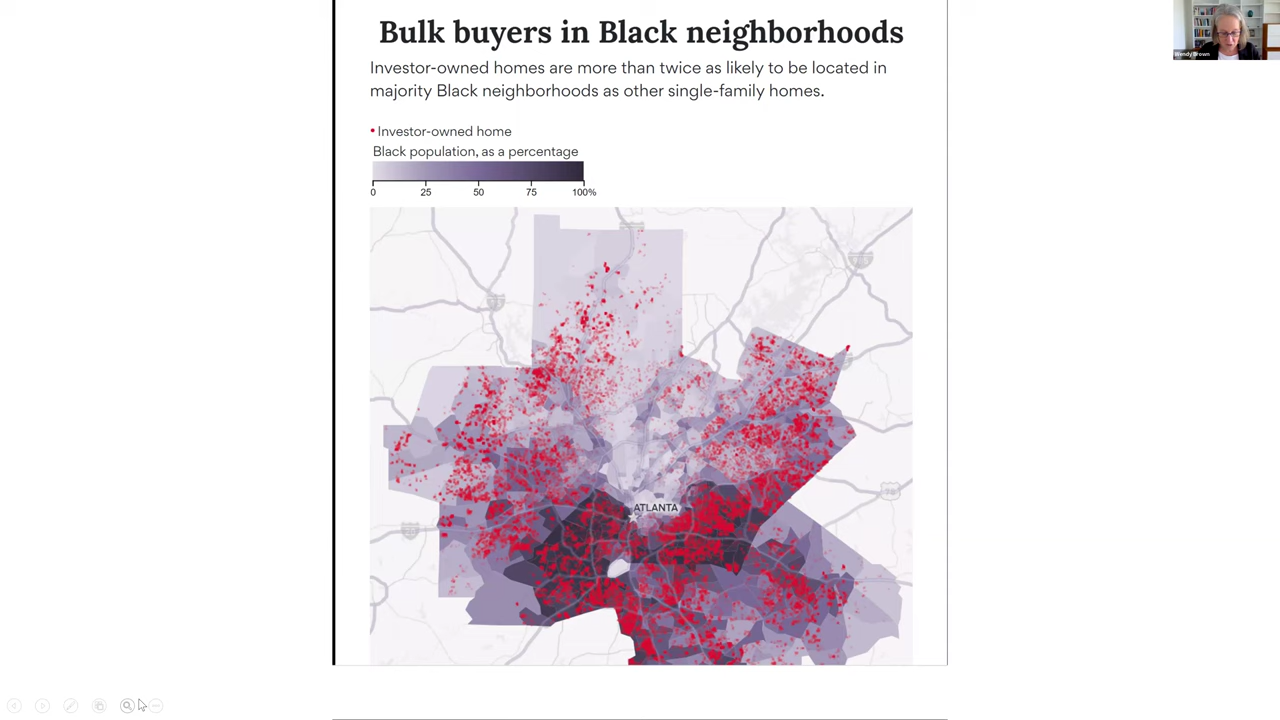 Bulk buyers in Black neighborhoods
Investor-owned homes are more than twice as likely to be located in
majority Black neighborhoods as other single-family homes.
Investor-owned home
Black population, as a percentage
0 25 50 75 100%
ATLANTA
Wendy Brown